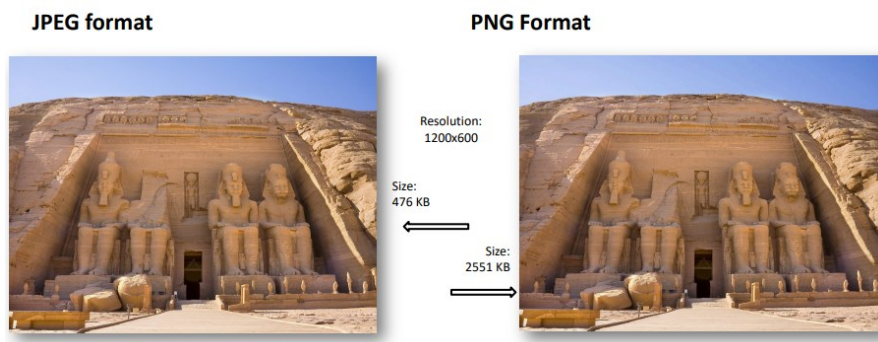 JPEG format
PNG Format
Resolution:
1200x600
Size:
476 KB
Size:
2551 KB